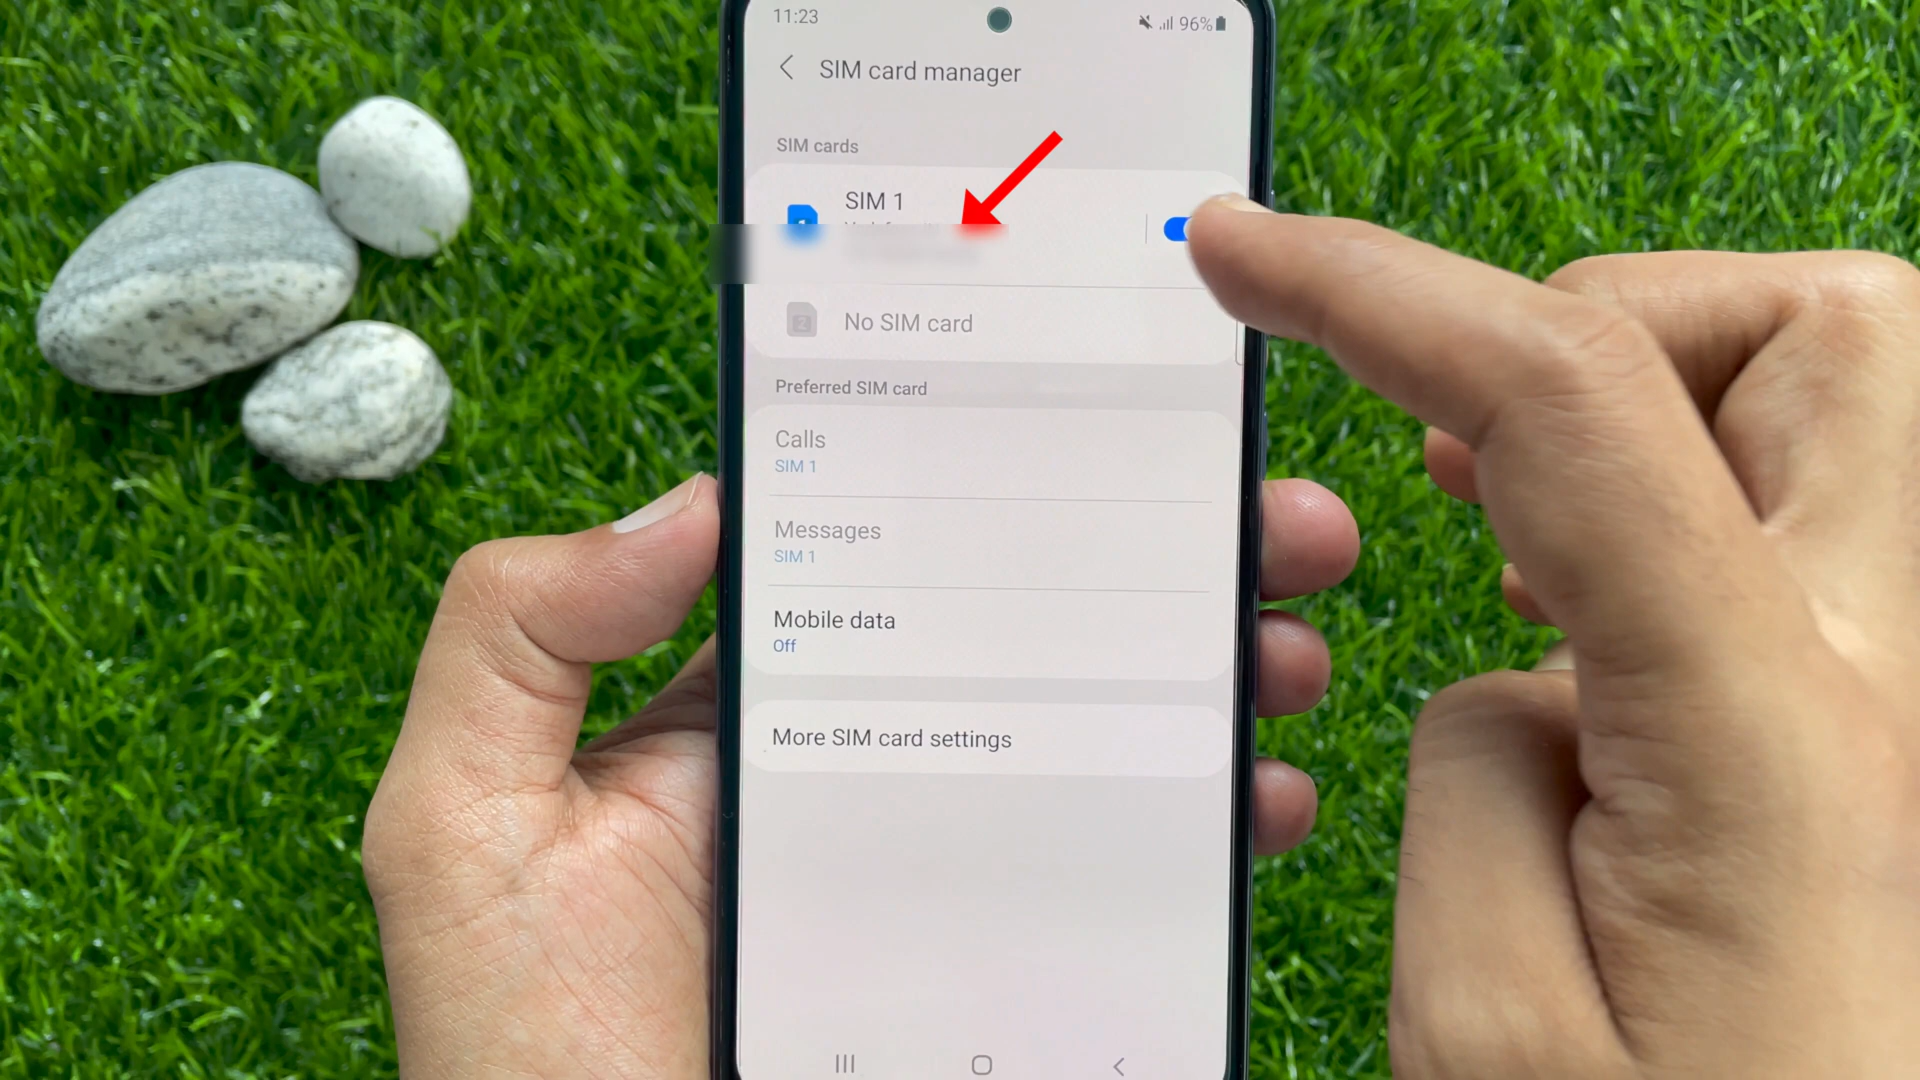 11:23
96%
SIM card manager
SIM cards
SIM 1
No SIM card
Preferred SIM card
Calls
SIM 1
Messages
SIM 1
Mobile data
Off
More SIM card settings